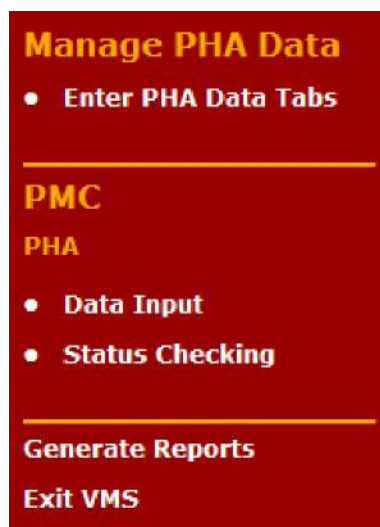 Manage PHA Data
• Enter PHA Data Tabs
PMC
PHA
• Data Input
• Status Checking
Generate Reports
Exit VMS